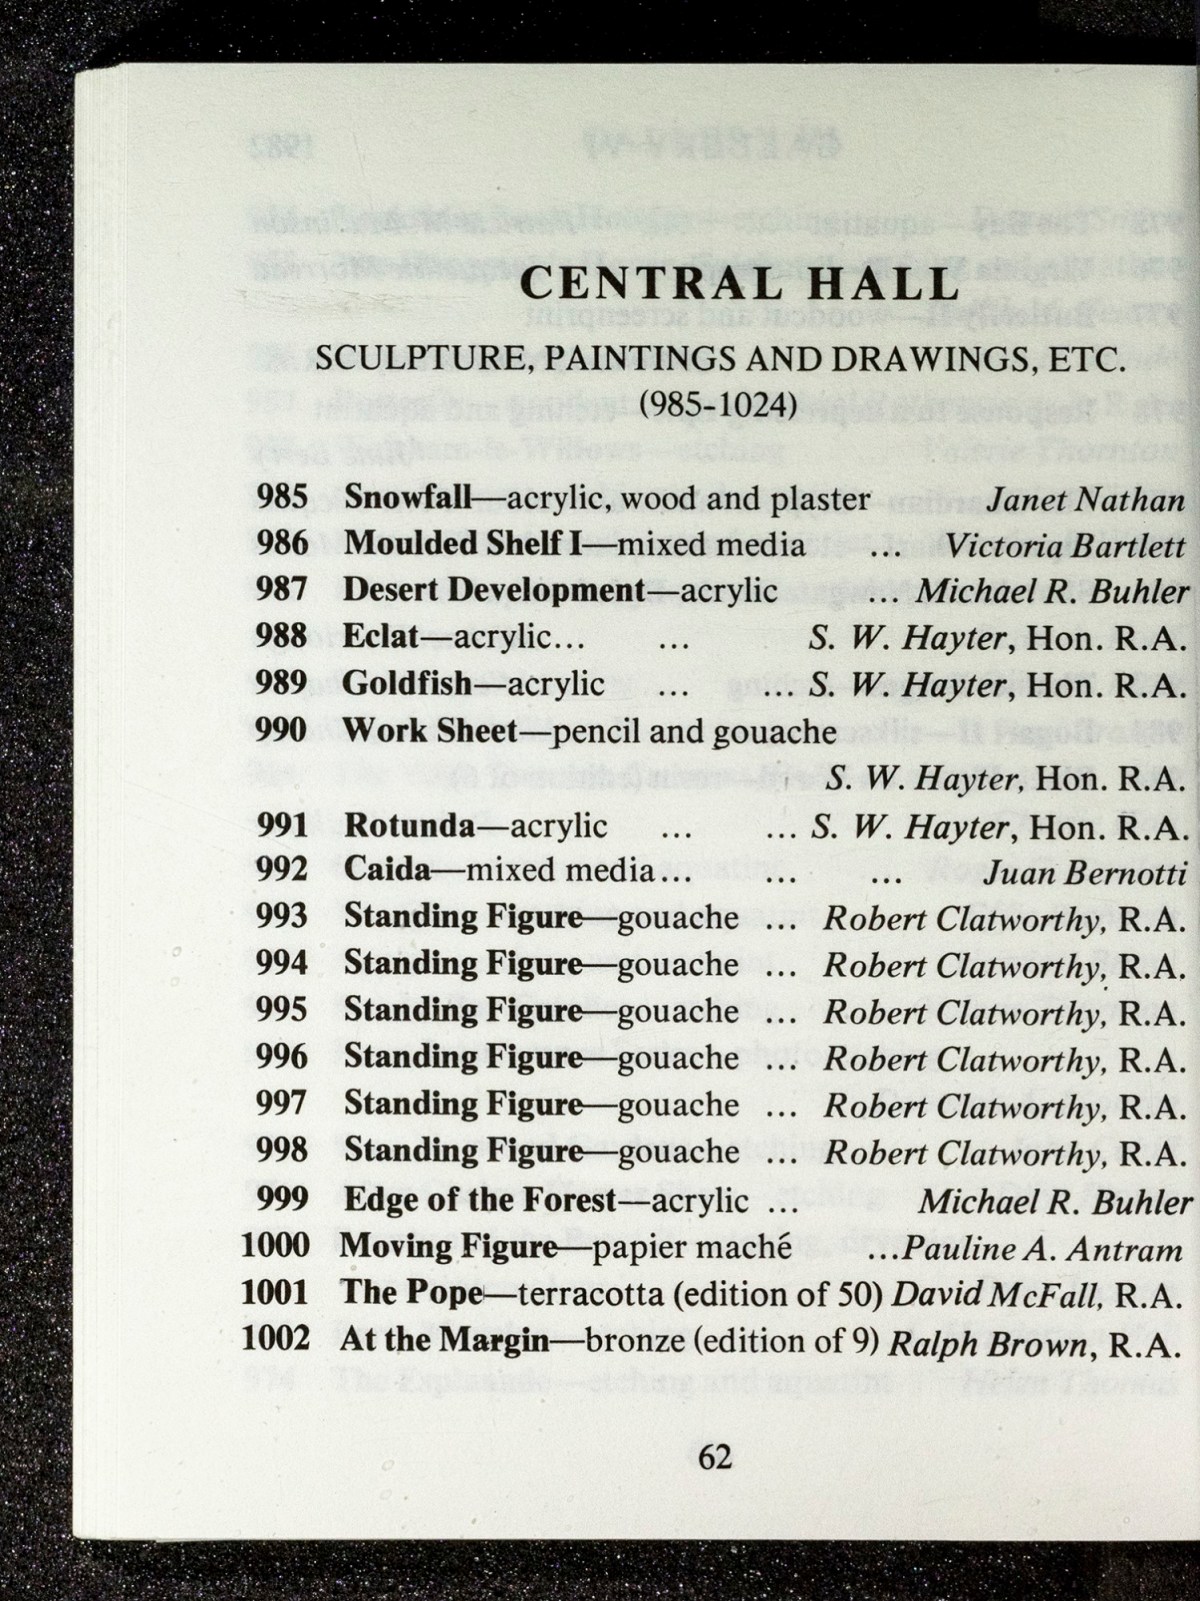 CENTRAL HALL
SCULPTURE, PAINTINGS AND DRAWINGS, ETC.
(985-1024)
985 Snowfall—acrylic, wood and plaster Janet Nathan
986 Moulded Shelf I—mixed media ... Victoria Bartlett
987 Desert Development—acrylic ... Michael R. Buhler
988 Eclat—acrylic... ... S. W. Hayter, Hon. R.A.
989 Goldfish—acrylic ... ... S. W. Hayter, Hon. R.A.
990 Work Sheet—pencil and gouache
S. W. Hayter, Hon. R.A.
991 Rotunda—acrylic ... ... S. W. Hayter, Hon. R.A.
992 Caida—mixed media... ... ... Juan Bernotti
993 Standing Figure—gouache ... Robert Clatworthy, R.A.
994 Standing Figure—gouache ... Robert Clatworthy, R.A.
995 Standing Figure—gouache ... Robert Clatworthy, R.A.
996 Standing Figure—gouache ... Robert Clatworthy, R.A.
997 Standing Figure—gouache ... Robert Clatworthy, R.A.
998 Standing Figure—gouache ... Robert Clatworthy, R.A.
999 Edge of the Forest—acrylic ... Michael R. Buhler
1000 Moving Figure—papier maché ...Pauline A. Antram
1001 The Pope—terracotta (edition of 50) David McFall, R.A.
1002 At the Margin—bronze (edition of 9) Ralph Brown, R.A.
62